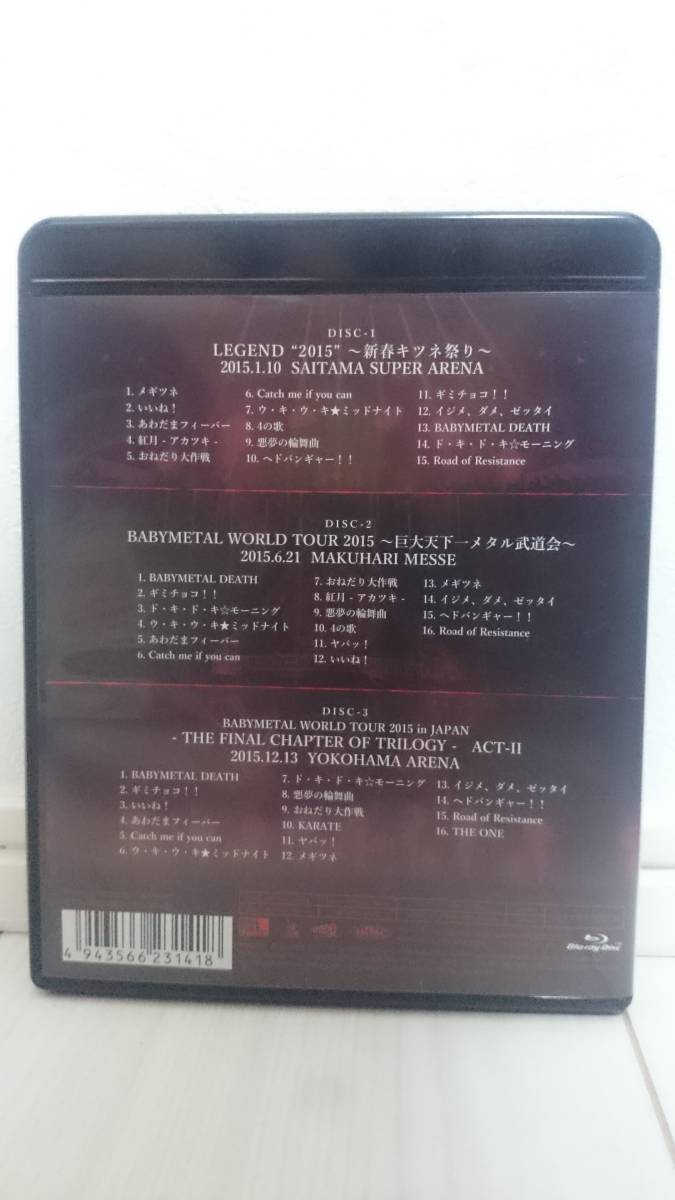 DISC-1
LEGEND “2015” ～新春キツネ祭り～
2015.1.10 SAITAMA SUPER ARENA
1. メギツネ
2. いいね！
3. あわだまフィーバー
4. 紅月 - アカツキ -
5. おねだり大作戦
6. Catch me if you can
7. ウ・キ・ウ・キ★ミッドナイト
8. 4の歌
9. 悪夢の輪舞曲
10. ヘドバンギャー！！
11. ギミチョコ！！
12. イジメ、ダメ、ゼッタイ
13. BABYMETAL DEATH
14. ド・キ・ド・キ☆モーニング
15. Road of Resistance
DISC-2
BABYMETAL WORLD TOUR 2015 ～巨大天下一メタル武道会～
2015.6.21 MAKUHARI MESSE
1. BABYMETAL DEATH
2. ギミチョコ！！
3. ド・キ・ド・キ☆モーニング
4. ウ・キ・ウ・キ★ミッドナイト
5. あわだまフィーバー
6. Catch me if you can
7. おねだり大作戦
8. 紅月 - アカツキ -
9. 悪夢の輪舞曲
10. 4の歌
11. ヤバッ！
12. いいね！
13. メギツネ
14. イジメ、ダメ、ゼッタイ
15. ヘドバンギャー！！
16. Road of Resistance
DISC-3
BABYMETAL WORLD TOUR 2015 in JAPAN
- THE FINAL CHAPTER OF TRILOGY - ACT-II
2015.12.13 YOKOHAMA ARENA
1. BABYMETAL DEATH
2. ギミチョコ！！
3. いいね！
4. あわだまフィーバー
5. Catch me if you can
6. ウ・キ・ウ・キ★ミッドナイト
7. ド・キ・ド・キ☆モーニング
8. 悪夢の輪舞曲
9. おねだり大作戦
10. KARATE
11. ヤバッ！
12. メギツネ
13. イジメ、ダメ、ゼッタイ
14. ヘドバンギャー！！
15. Road of Resistance
16. THE ONE
4 943566 231418
Blu-ray Disc